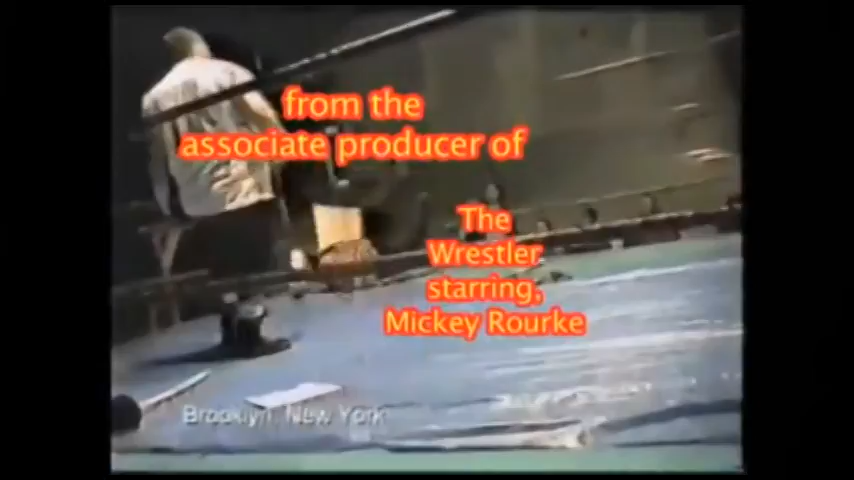 from the
associate producer of
The
Wrestler
starring,
Mickey Rourke
Brooklyn, New York